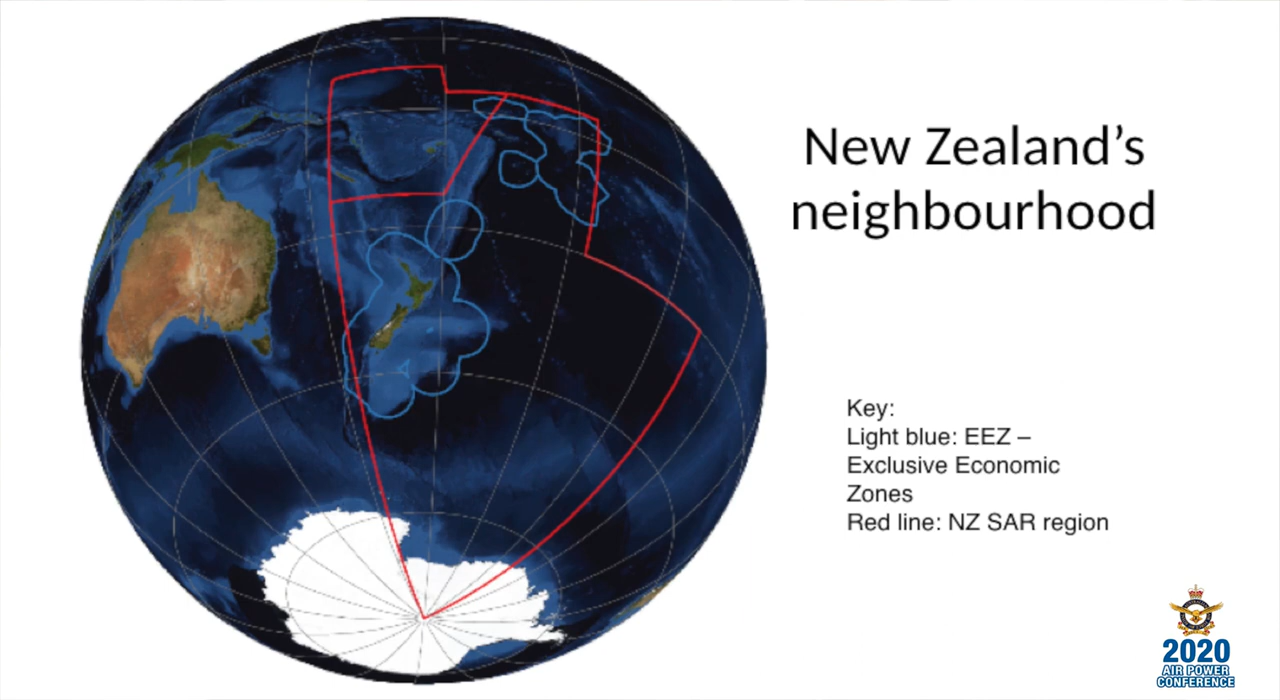 New Zealand’s
neighbourhood
Key:
Light blue: EEZ –
Exclusive Economic
Zones
Red line: NZ SAR region
2020
AIR POWER
CONFERENCE